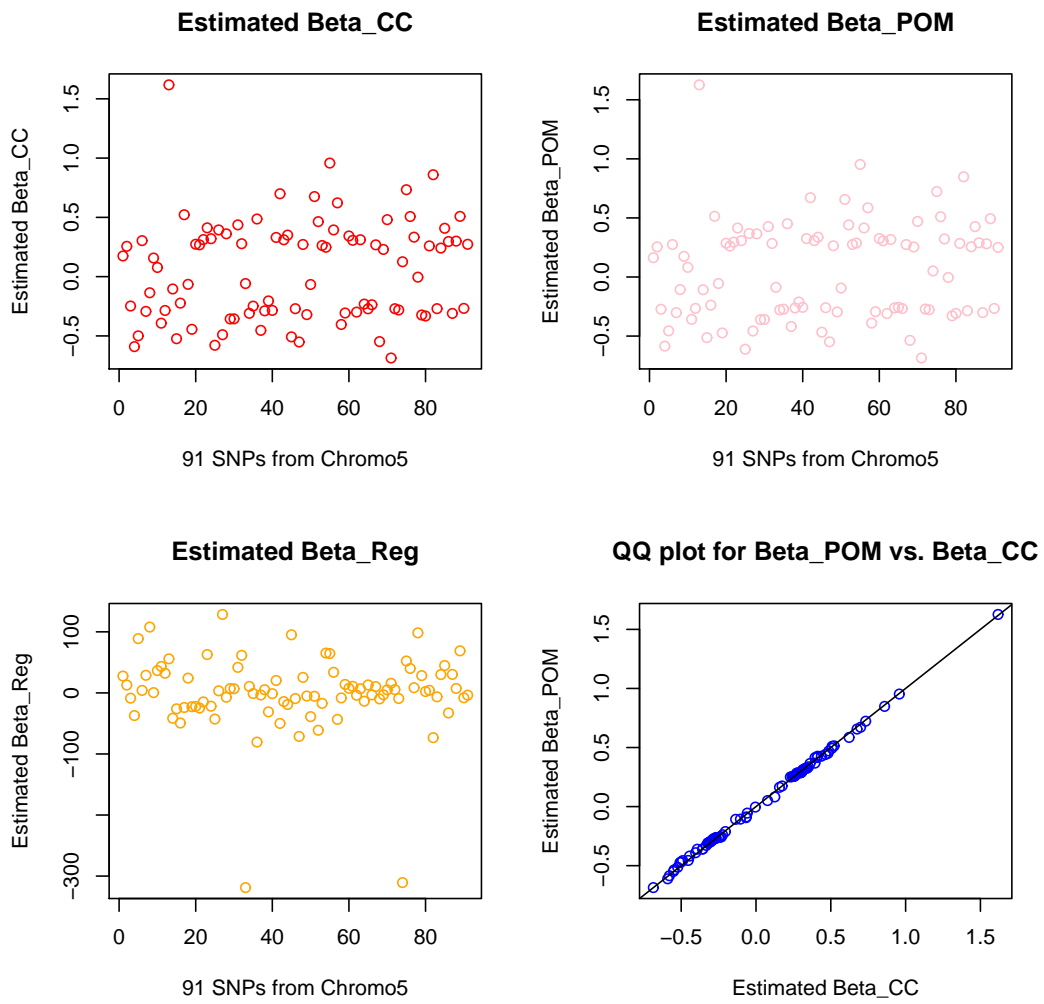 Estimated Beta_CC
Estimated Beta_CC
1.5
1.0
0.5
0.0
−0.5
0 20 40 60 80
91 SNPs from Chromo5
Estimated Beta_POM
Estimated Beta_POM
1.5
1.0
0.5
0.0
−0.5
0 20 40 60 80
91 SNPs from Chromo5
Estimated Beta_Reg
Estimated Beta_Reg
100
0
−100
−300
0 20 40 60 80
91 SNPs from Chromo5
QQ plot for Beta_POM vs. Beta_CC
Estimated Beta_POM
1.5
1.0
0.5
0.0
−0.5
−0.5 0.0 0.5 1.0 1.5
Estimated Beta_CC